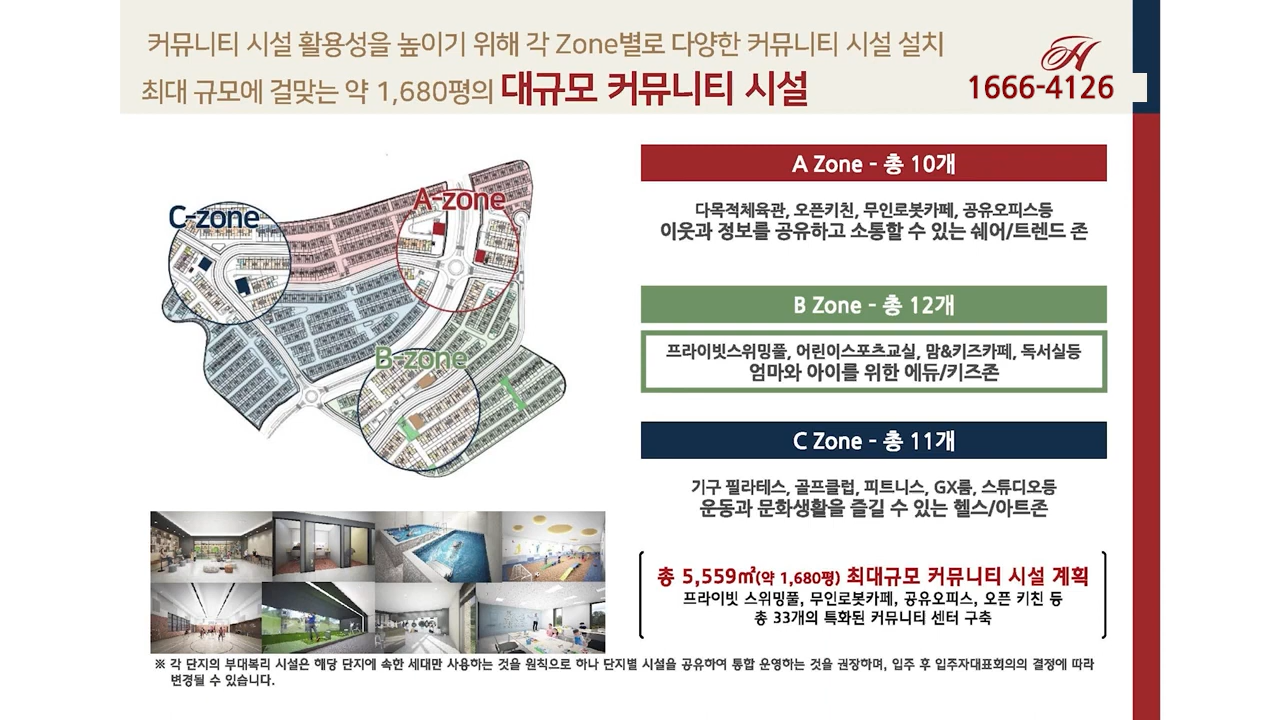 커뮤니티 시설 활용성을 높이기 위해 각 Zone별로 다양한 커뮤니티 시설 설치
최대 규모에 걸맞는 약 1,680평의 대규모 커뮤니티 시설
H
1666-4126
C-zone
A-zone
B-zone
A Zone - 총 10개
다목적체육관, 오픈키친, 무인로봇카페, 공유오피스등
이웃과 정보를 공유하고 소통할 수 있는 쉐어/트렌드 존
B Zone - 총 12개
프라이빗스위밍풀, 어린이스포츠교실, 맘&키즈카페, 독서실등
엄마와 아이를 위한 에듀/키즈존
C Zone - 총 11개
기구 필라테스, 골프클럽, 피트니스, GX룸, 스튜디오등
운동과 문화생활을 즐길 수 있는 헬스/아트존
총 5,559㎡(약 1,680평) 최대규모 커뮤니티 시설 계획
프라이빗 스위밍풀, 무인로봇카페, 공유오피스, 오픈 키친 등
총 33개의 특화된 커뮤니티 센터 구축
※ 각 단지의 부대복리 시설은 해당 단지에 속한 세대만 사용하는 것을 원칙으로 하나 단지별 시설을 공유하여 통합 운영하는 것을 권장하며, 입주 후 입주자대표회의의 결정에 따라
변경될 수 있습니다.